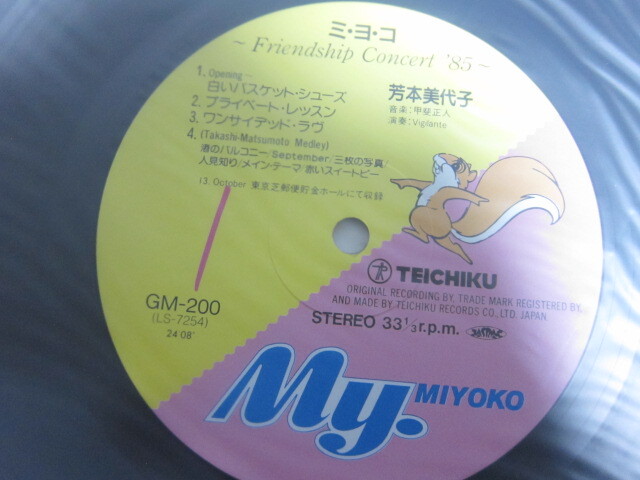 ミ・ヨ・コ
~ Friendship Concert '85 ~
1. Opening ~
白いバスケット・シューズ
2. プライベート・レッスン
3. ワンサイデッド・ラヴ
4. (Takashi-Matsumoto Medley)
渚のバルコニー/September/三枚の写真/
人見知り/メイン・テーマ/赤いスイートピー
13. October 東京芝郵便貯金ホールにて収録
芳本美代子
音楽:甲斐正人
演奏:Vigilante
GM-200
(LS-7254)
24'08"
TEICHIKU
ORIGINAL RECORDING BY, TRADE MARK REGISTERED BY
AND MADE BY, TEICHIKU RECORDS CO., LTD. JAPAN
STEREO 33 1/3 r.p.m.
My.
MIYOKO